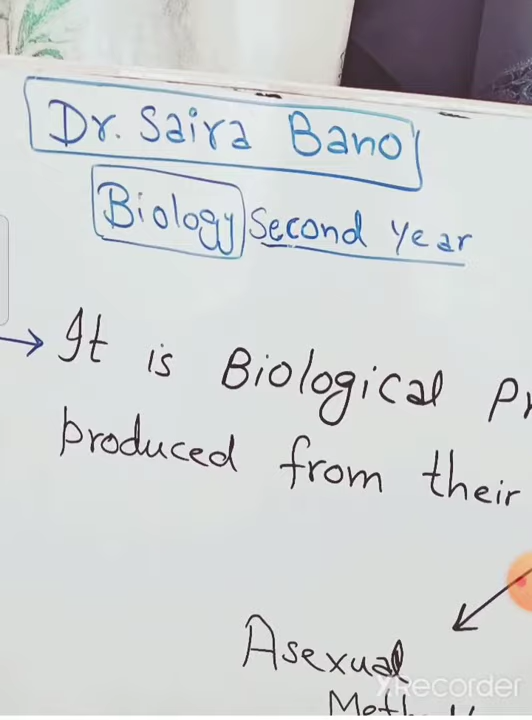 Dr. Saira Bano
Biology Second Year
→ It is Biological
produced from their
Asexual
XRecorder